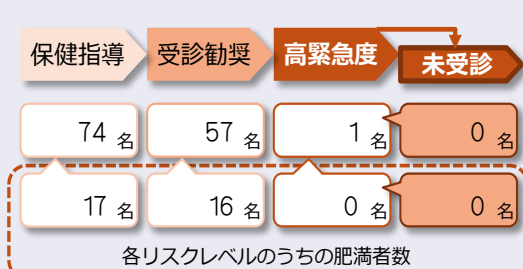 保健指導 受診勧奨 高緊急度 未受診
74 名 57 名 1 名 0 名
17 名 16 名 0 名 0 名
各リスクレベルのうちの肥満者数